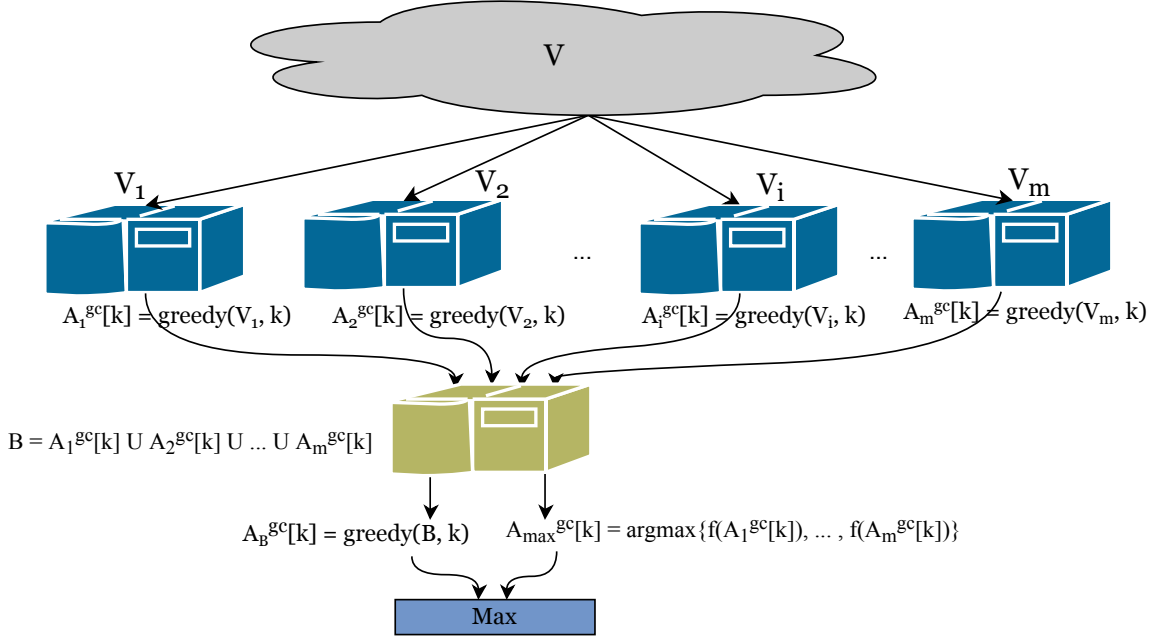 V
V₁ V₂ Vᵢ Vₘ
... ...
A₁ᵍᶜ[k] = greedy(V₁, k) A₂ᵍᶜ[k] = greedy(V₂, k) Aᵢᵍᶜ[k] = greedy(Vᵢ, k) Aₘᵍᶜ[k] = greedy(Vₘ, k)
B = A₁ᵍᶜ[k] U A₂ᵍᶜ[k] U ... U Aₘᵍᶜ[k]
A_Bᵍᶜ[k] = greedy(B, k) Aₘₐₓᵍᶜ[k] = argmax{f(A₁ᵍᶜ[k]), ... , f(Aₘᵍᶜ[k])}
Max